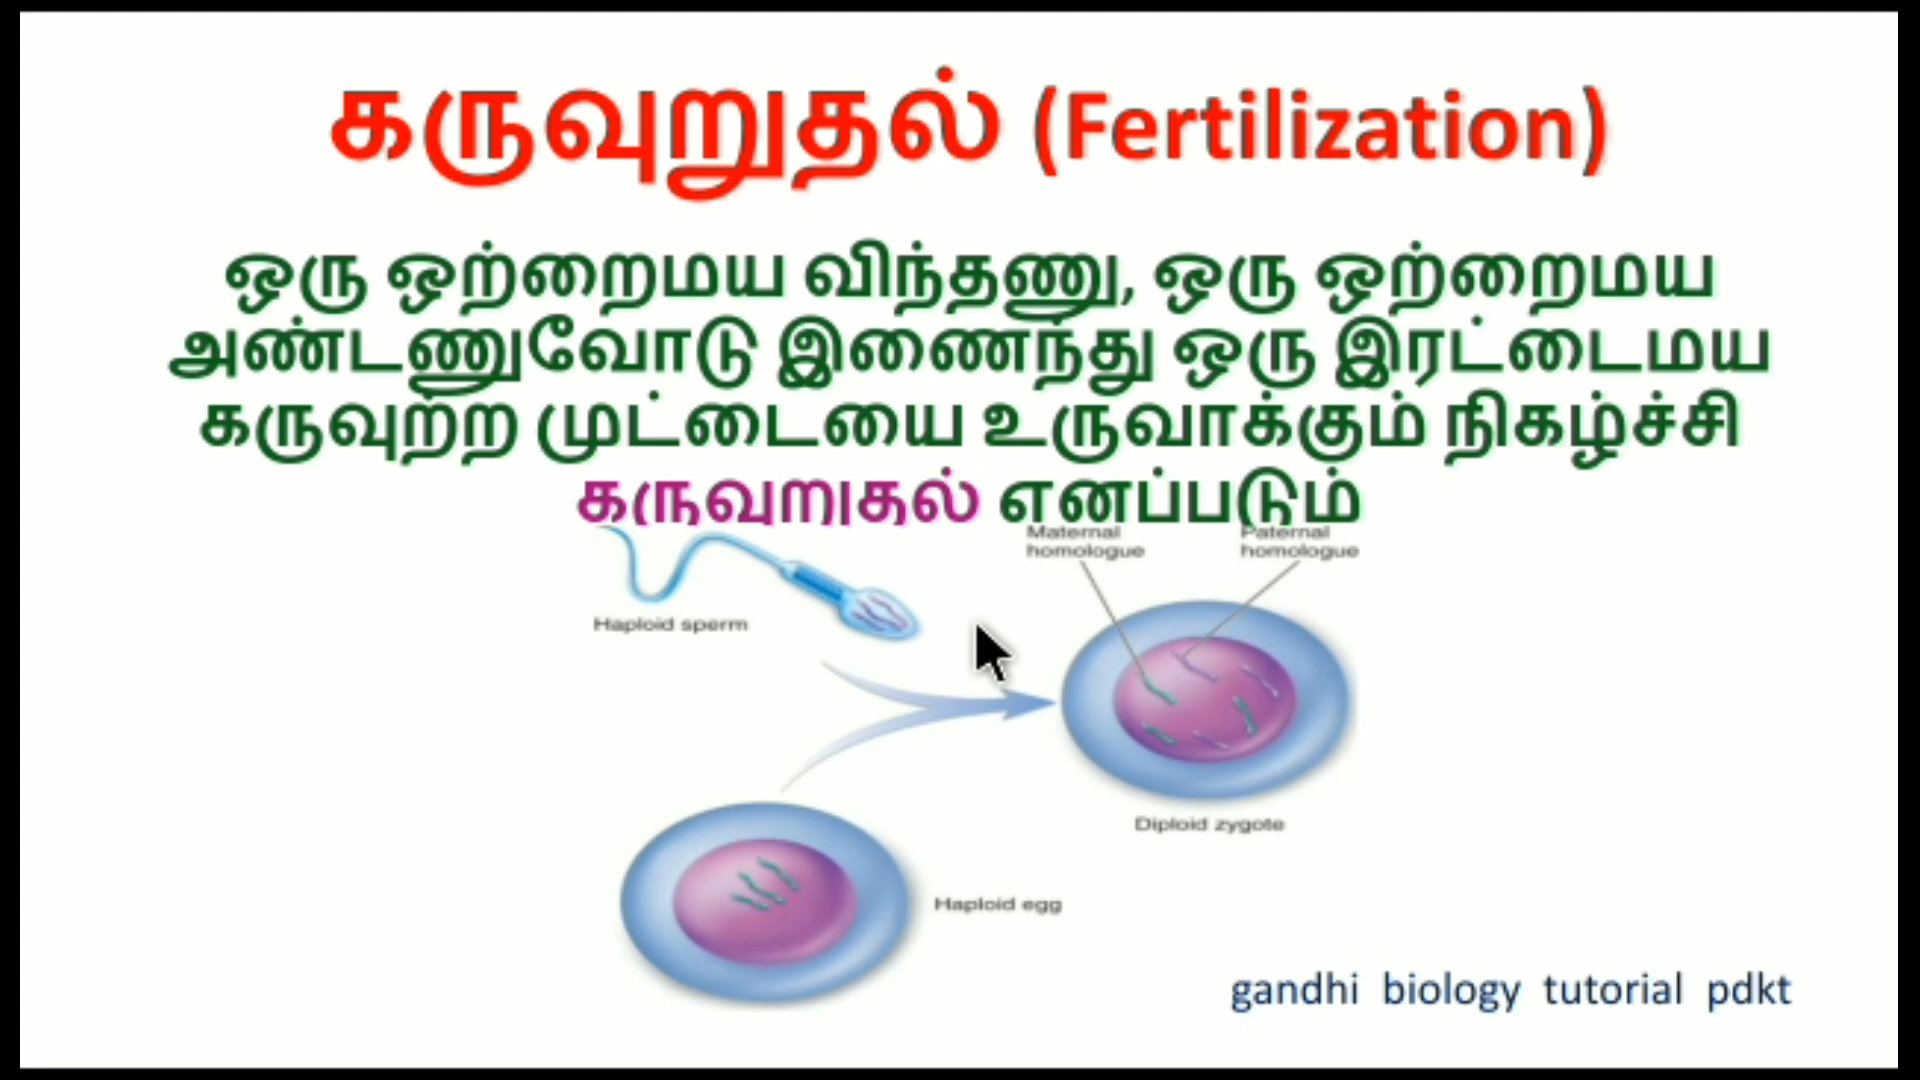 கருவுறுதல் (Fertilization)
ஒரு ஒற்றைமய விந்தணு, ஒரு ஒற்றைமய
அண்டணுவோடு இணைந்து ஒரு இரட்டைமய
கருவுற்ற முட்டையை உருவாக்கும் நிகழ்ச்சி
கருவுறுதல் எனப்படும்
Maternal homologue
Paternal homologue
Haploid sperm
Diploid zygote
Haploid egg
gandhi biology tutorial pdkt